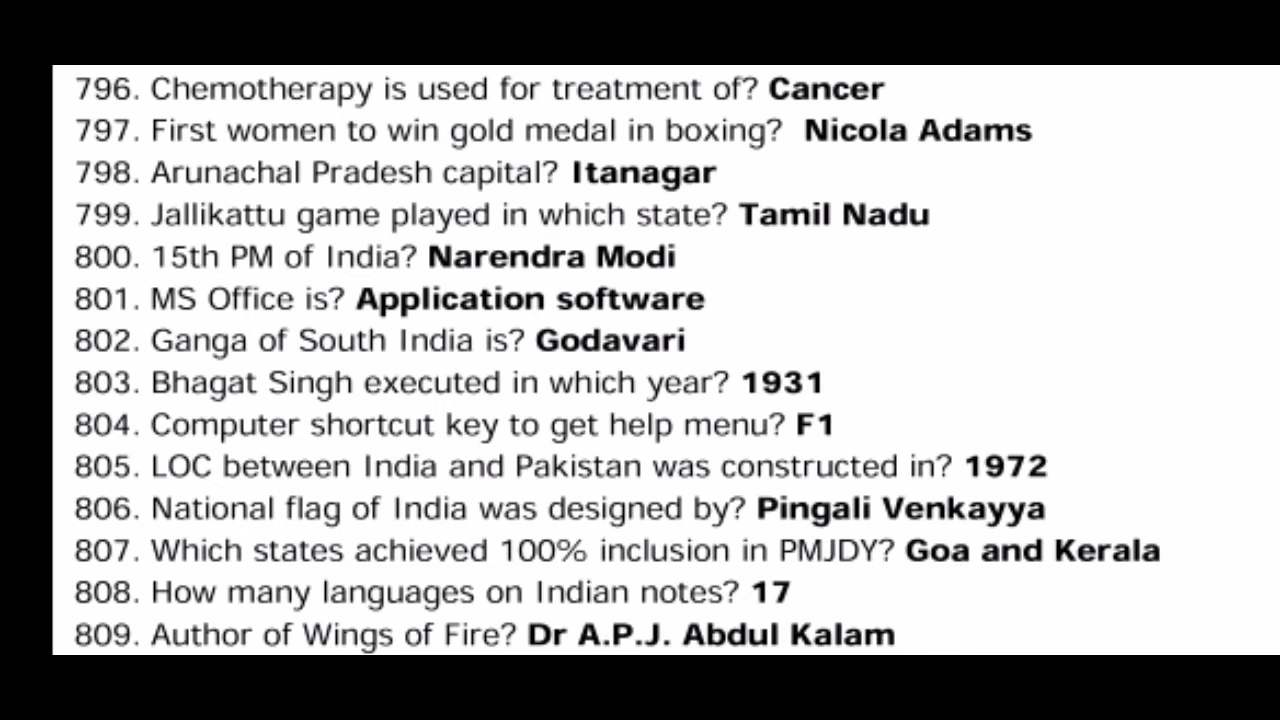 796. Chemotherapy is used for treatment of? Cancer
797. First women to win gold medal in boxing? Nicola Adams
798. Arunachal Pradesh capital? Itanagar
799. Jallikattu game played in which state? Tamil Nadu
800. 15th PM of India? Narendra Modi
801. MS Office is? Application software
802. Ganga of South India is? Godavari
803. Bhagat Singh executed in which year? 1931
804. Computer shortcut key to get help menu? F1
805. LOC between India and Pakistan was constructed in? 1972
806. National flag of India was designed by? Pingali Venkayya
807. Which states achieved 100% inclusion in PMJDY? Goa and Kerala
808. How many languages on Indian notes? 17
809. Author of Wings of Fire? Dr A.P.J. Abdul Kalam